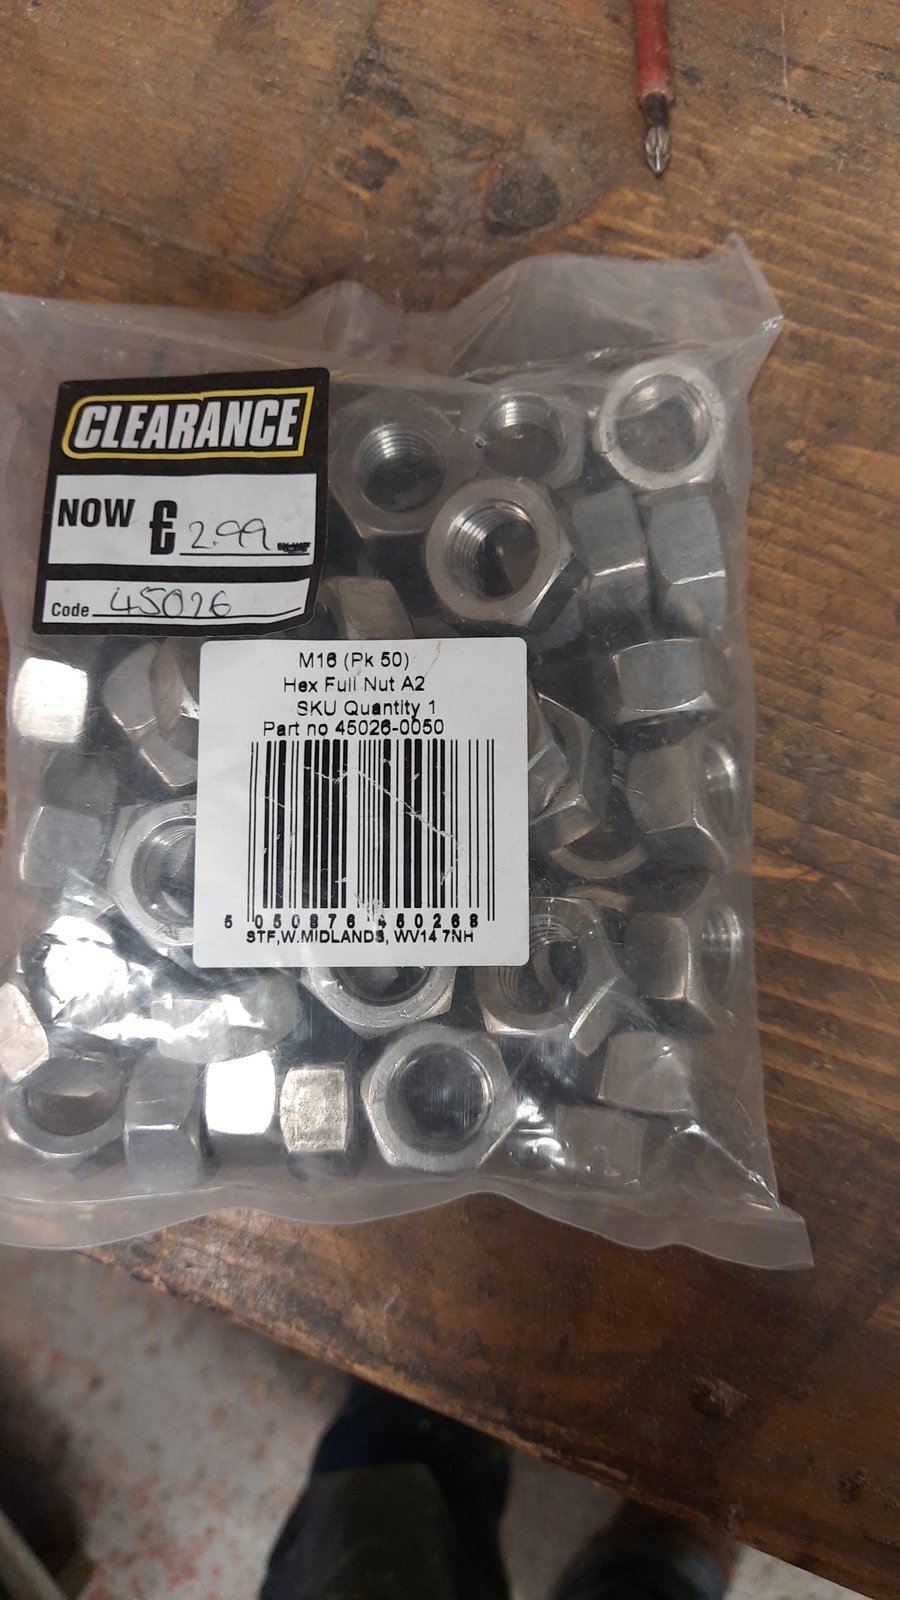 CLEARANCE
NOW £ 2.99
Code 45026
M16 (Pk 50)
Hex Full Nut A2
SKU Quantity 1
Part no 45026-0050
5 050876 450268
STF,W.MIDLANDS, WV14 7NH